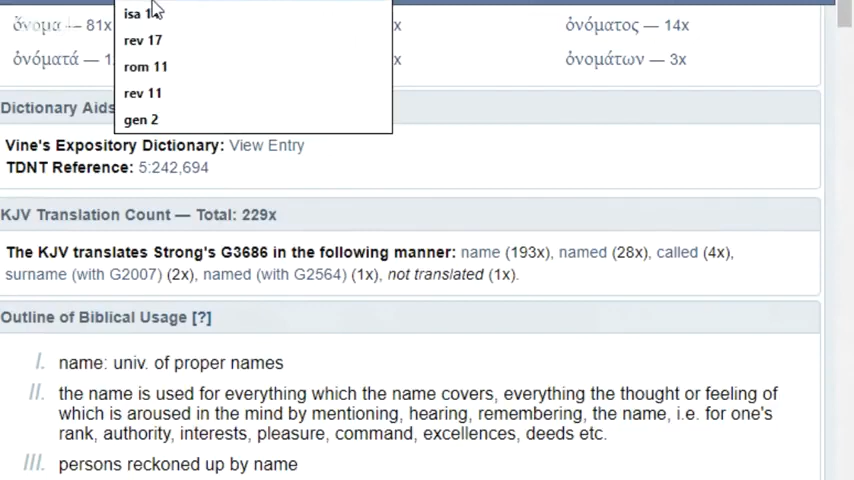 isa
ὄνομα — 81x
x
ὀνόματος — 14x
rev 17
ὀνόματά — 1
x
ὀνομάτων — 3x
rom 11
rev 11
gen 2
Dictionary Aids
Vine's Expository Dictionary: View Entry
TDNT Reference: 5:242,694
KJV Translation Count — Total: 229x
The KJV translates Strong's G3686 in the following manner: name (193x), named (28x), called (4x),
surname (with G2007) (2x), named (with G2564) (1x), not translated (1x).
Outline of Biblical Usage [?]
I. name: univ. of proper names
II. the name is used for everything which the name covers, everything the thought or feeling of
which is aroused in the mind by mentioning, hearing, remembering, the name, i.e. for one's
rank, authority, interests, pleasure, command, excellences, deeds etc.
III. persons reckoned up by name